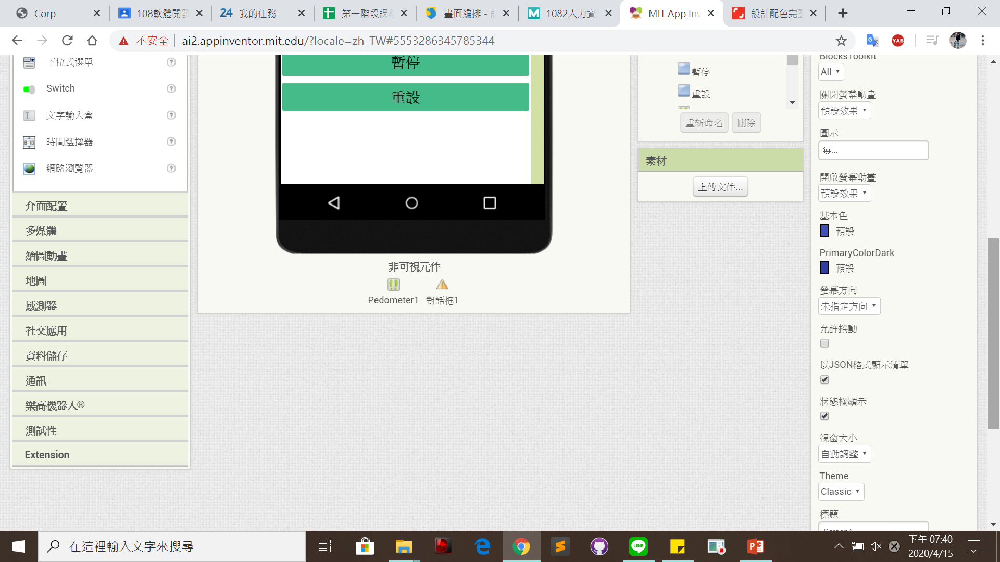 Corp
108軟體開發
24 我的任務
第一階段課程
畫面編排 - 計
1082人力資源
MIT App Inv
設計配色完整
不安全
ai2.appinventor.mit.edu/?locale=zh_TW#5553286345785344
下拉式選單
Switch
文字輸入盒
時間選擇器
網路瀏覽器
介面配置
多媒體
繪圖動畫
地圖
感測器
社交應用
資料儲存
通訊
樂高機器人®
測試性
Extension
暫停
重設
非可視元件
Pedometer1
對話框1
暫停
重設
重新命名
刪除
素材
上傳文件...
BlocksToolkit
All
關閉螢幕動畫
預設效果
圖示
無...
開啟螢幕動畫
預設效果
基本色
預設
PrimaryColorDark
預設
螢幕方向
未指定方向
允許捲動
以JSON格式顯示清單
狀態欄顯示
視窗大小
自動調整
Theme
Classic
標題
Screen1
在這裡輸入文字來搜尋
下午 07:40
2020/4/15